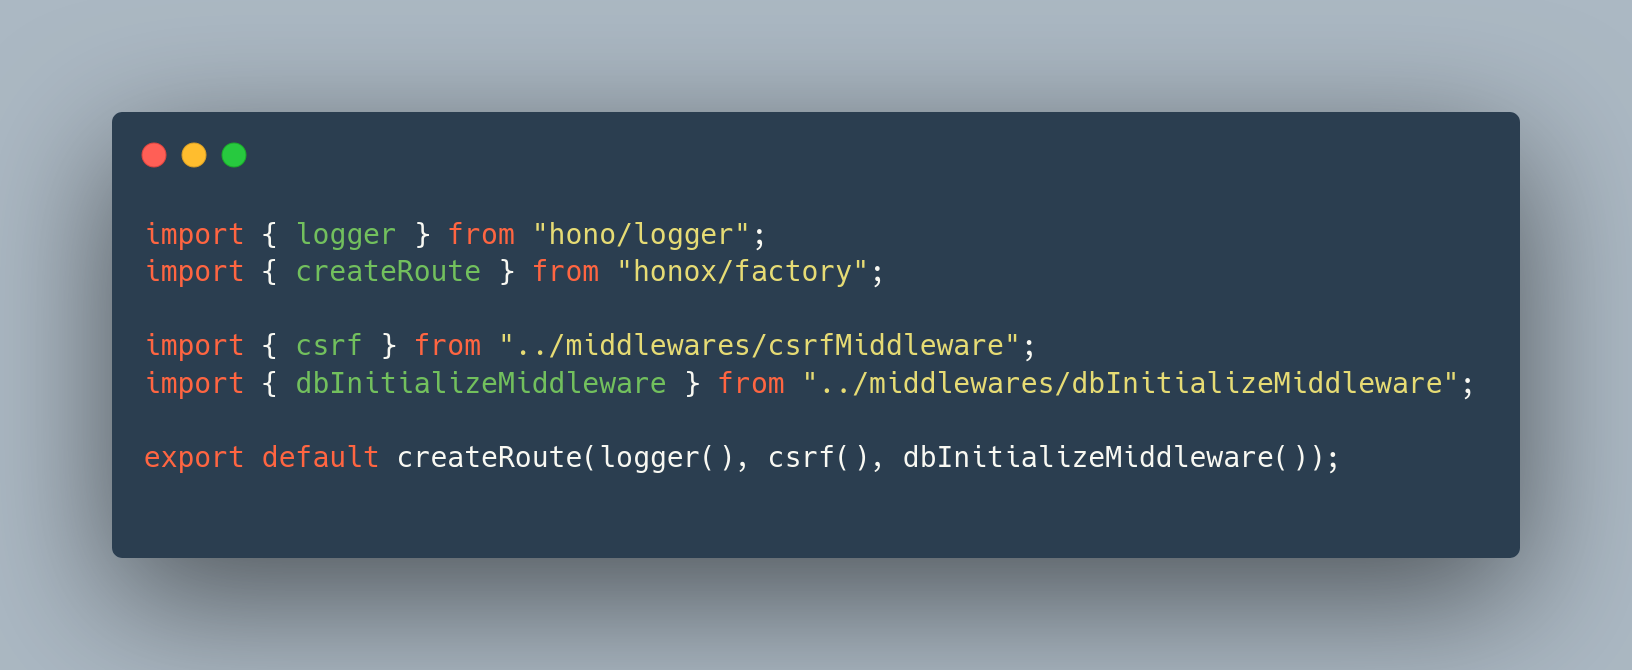 import { logger } from "hono/logger";
import { createRoute } from "honox/factory";
import { csrf } from "../middlewares/csrfMiddleware";
import { dbInitializeMiddleware } from "../middlewares/dbInitializeMiddleware";
export default createRoute(logger(), csrf(), dbInitializeMiddleware());